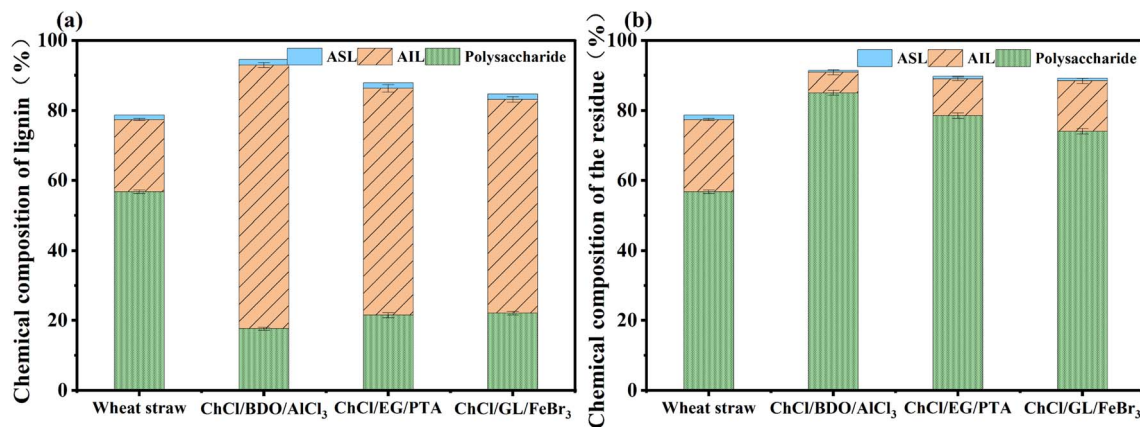 (a)
Chemical composition of lignin（%）
100
80
60
40
20
0
ASL AIL Polysaccharide
Wheat straw ChCl/BDO/AlCl₃ ChCl/EG/PTA ChCl/GL/FeBr₃
(b)
Chemical composition of the residue（%）
100
80
60
40
20
0
ASL AIL Polysaccharide
Wheat straw ChCl/BDO/AlCl₃ ChCl/EG/PTA ChCl/GL/FeBr₃